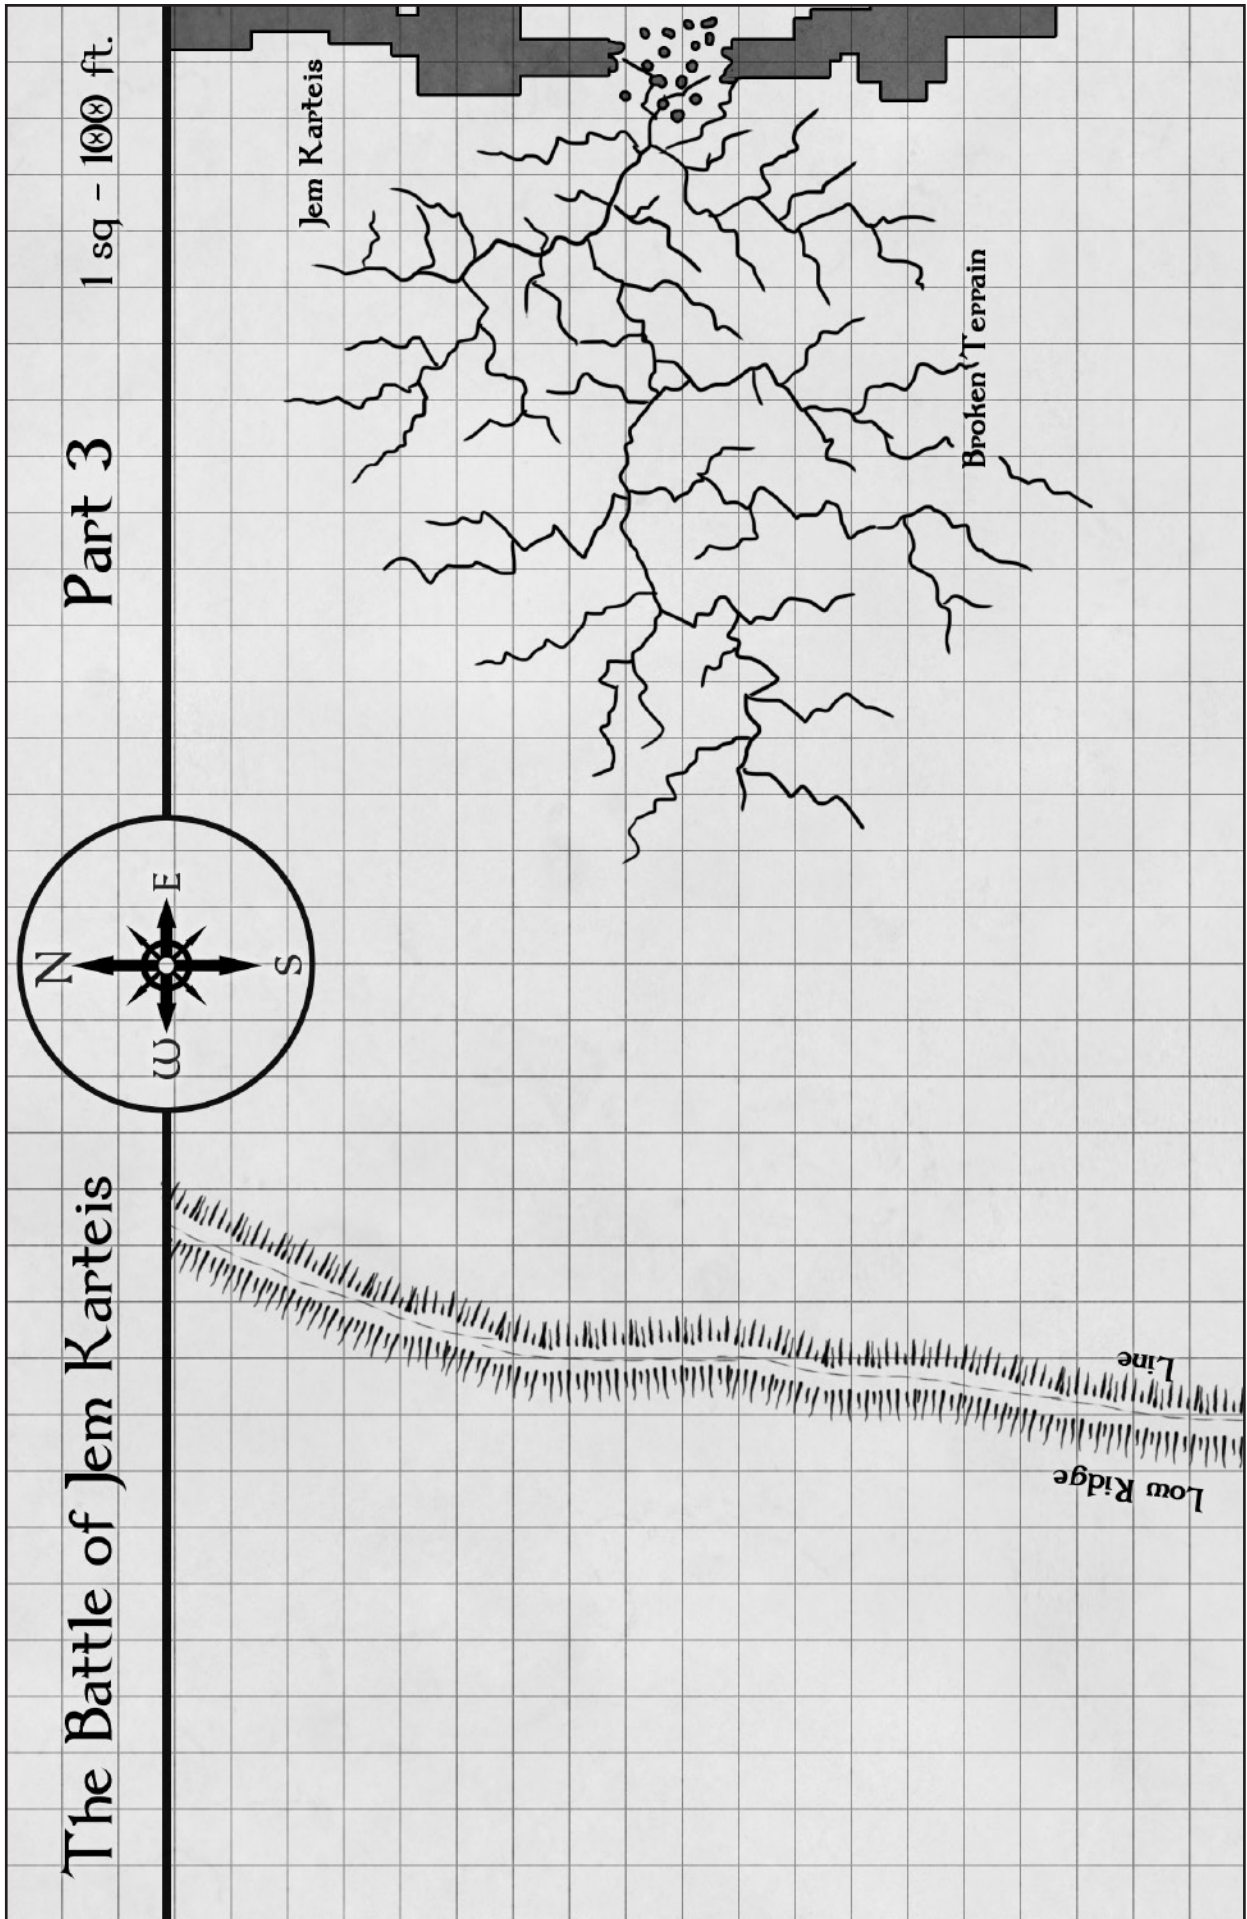 The Battle of Jem Karteis
Part 3
1 sq - 100 ft.
N
W
E
S
Jem Karteis
Broken Terrain
Line
Low Ridge